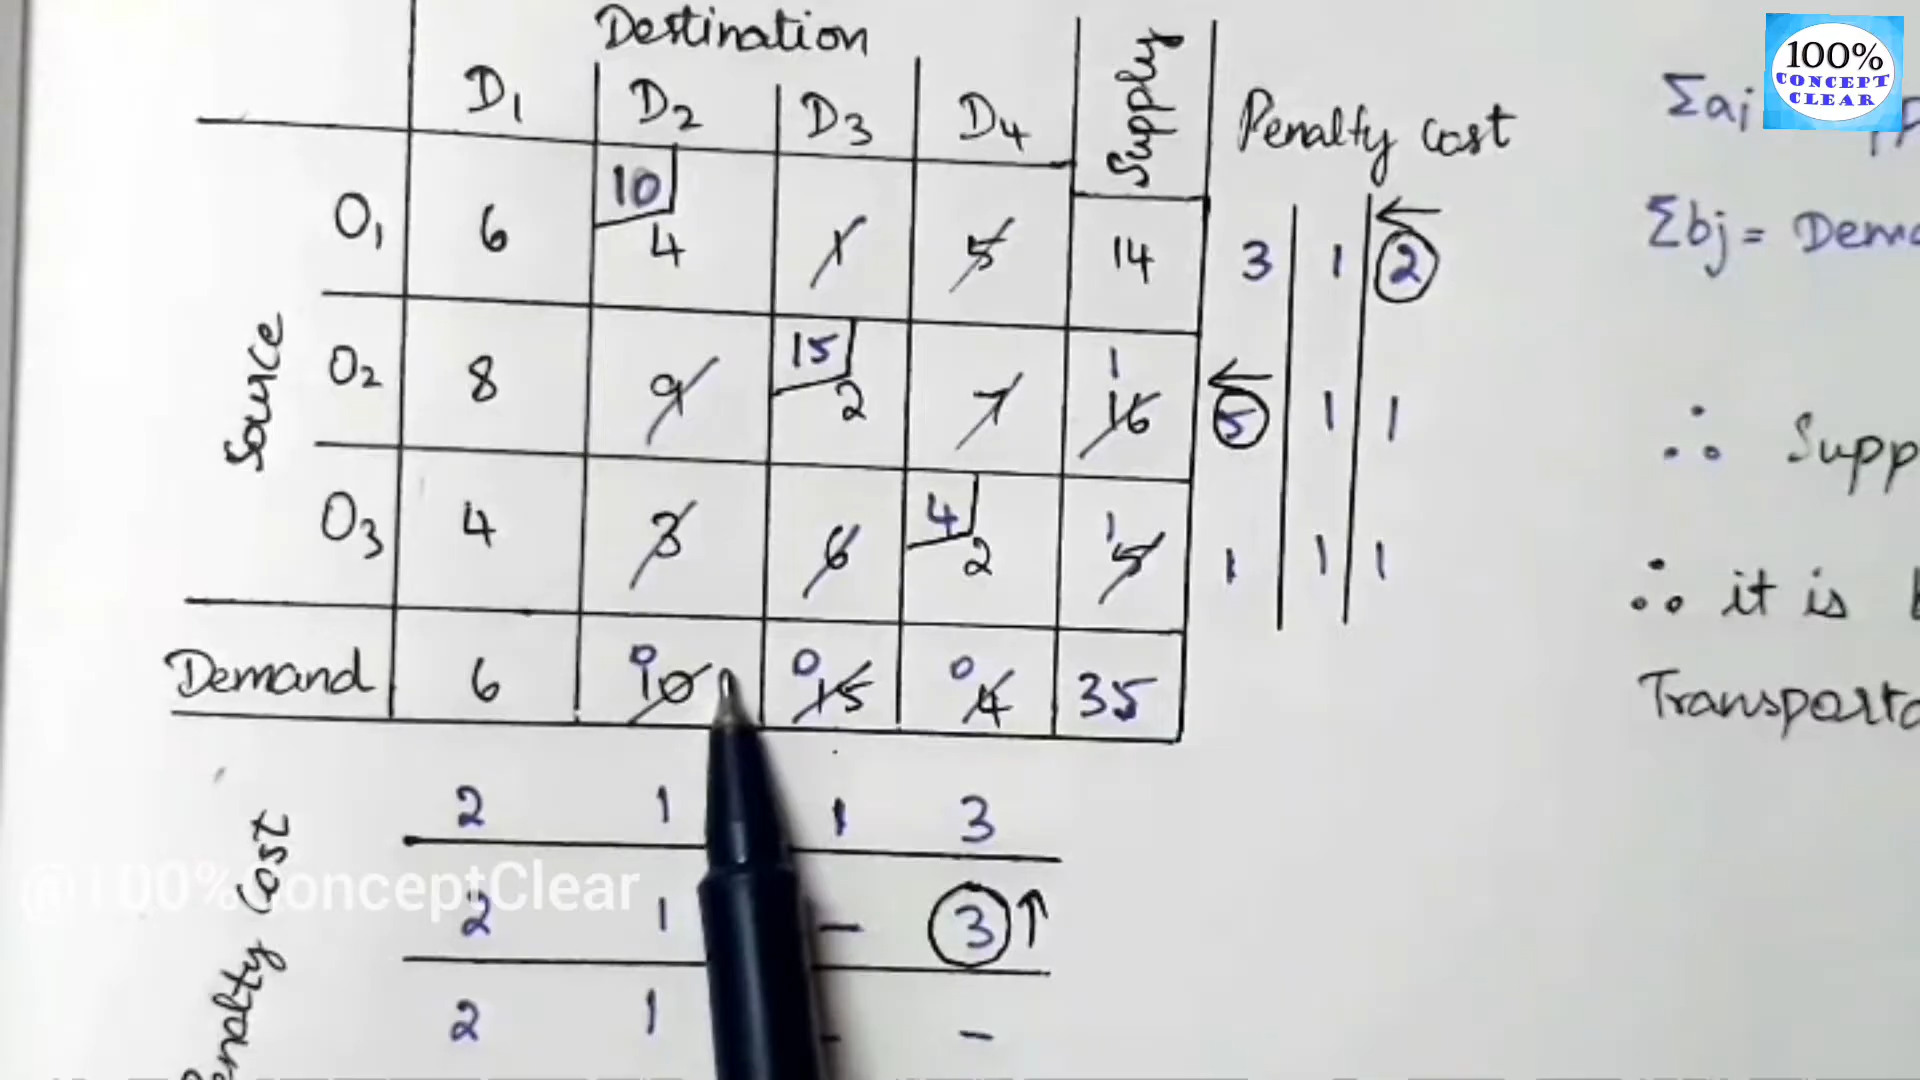 Destination
D1 D2 D3 D4 Supply Penalty Cost
100%
CONCEPT
CLEAR
Σai
10
O1 6 4 1 5 14 3 1 2
Σbj = Dema
Source
15 1
O2 8 9 2 7 16 5 1 1
∴ Supp
4 1
O3 4 3 6 2 5 1 1 1
∴ it is
0 0 0
Demand 6 10 15 4 35
Transporta
Penalty Cost
2 1 1 3
@100%ConceptClear
2 1 - 3 ↑
2 1 - -